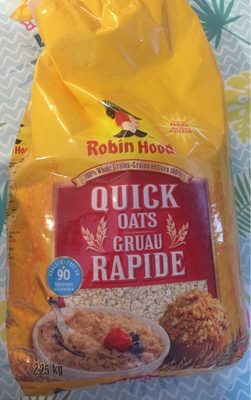 Robin Hood
100% Whole Grains-Grains entiers 100%
QUICK
OATS
GRUAU
RAPIDE
90
2.25 kg